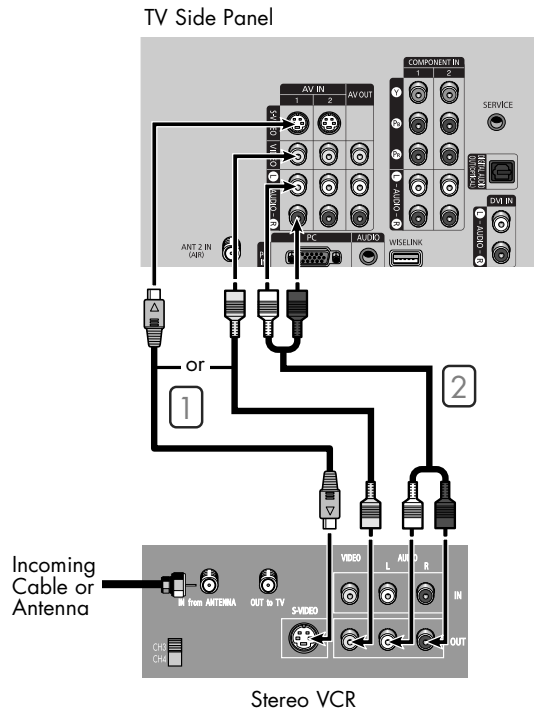 TV Side Panel
COMPONENT IN
1 2
AV IN
1 2
AV OUT
S-VIDEO
VIDEO
L - AUDIO - R
Y
PB
PR
L - AUDIO - R
SERVICE
DIGITAL AUDIO
OUT(OPTICAL)
DVI IN
L - AUDIO - R
ANT 2 IN
(AIR)
PC
AUDIO
WISELINK
or
1
2
Incoming
Cable or
Antenna
IN from ANTENNA
OUT to TV
S-VIDEO
VIDEO
L R
IN
OUT
CH3
CH4
Stereo VCR